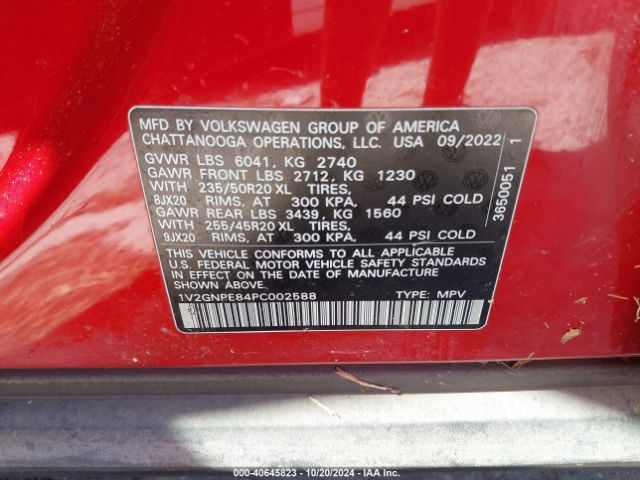 MFD BY VOLKSWAGEN GROUP OF AMERICA
CHATTANOOGA OPERATIONS, LLC. USA 09/2022
GVWR LBS 6041, KG 2740
GAWR FRONT LBS 2712, KG 1230
WITH 235/50R20 XL TIRES,
8JX20 RIMS, AT 300 KPA, 44 PSI COLD
GAWR REAR LBS 3439, KG 1560
WITH 255/45R20 XL TIRES,
9JX20 RIMS, AT 300 KPA, 44 PSI COLD
THIS VEHICLE CONFORMS TO ALL APPLICABLE
U.S. FEDERAL MOTOR VEHICLE SAFETY STANDARDS
IN EFFECT ON THE DATE OF MANUFACTURE
SHOWN ABOVE.
1V2GNPE84PC002588 TYPE: MPV
3650051 1
000-40645823 - 10/20/2024 - IAA Inc.